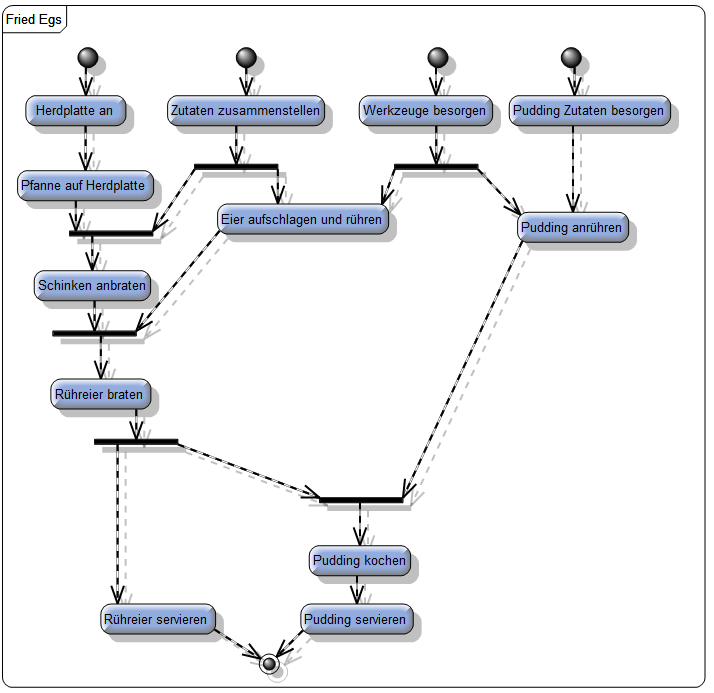 Fried Egs
Herdplatte an
Zutaten zusammenstellen
Werkzeuge besorgen
Pudding Zutaten besorgen
Pfanne auf Herdplatte
Eier aufschlagen und rühren
Pudding anrühren
Schinken anbraten
Rühreier braten
Pudding kochen
Rühreier servieren
Pudding servieren